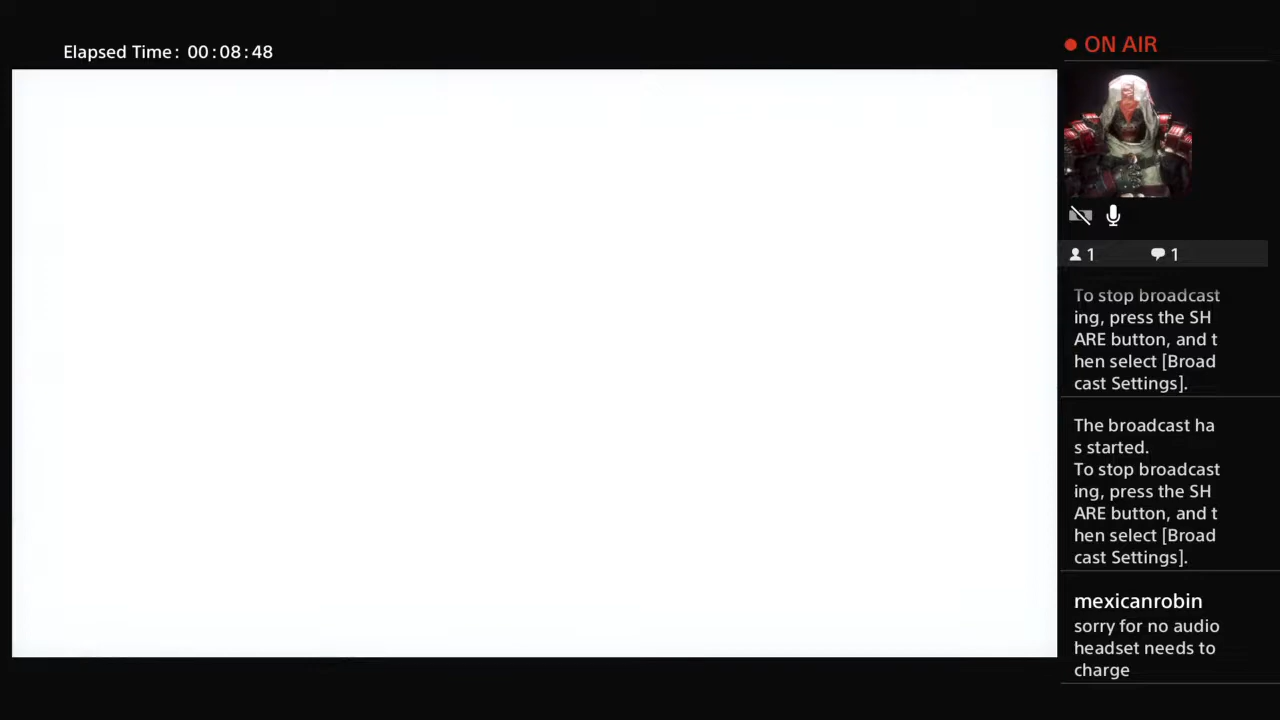 Elapsed Time: 00:08:48
ON AIR
1
1
To stop broadcast
ing, press the SH
ARE button, and t
hen select [Broad
cast Settings].
The broadcast ha
s started.
To stop broadcast
ing, press the SH
ARE button, and t
hen select [Broad
cast Settings].
mexicanrobin
sorry for no audio
headset needs to
charge